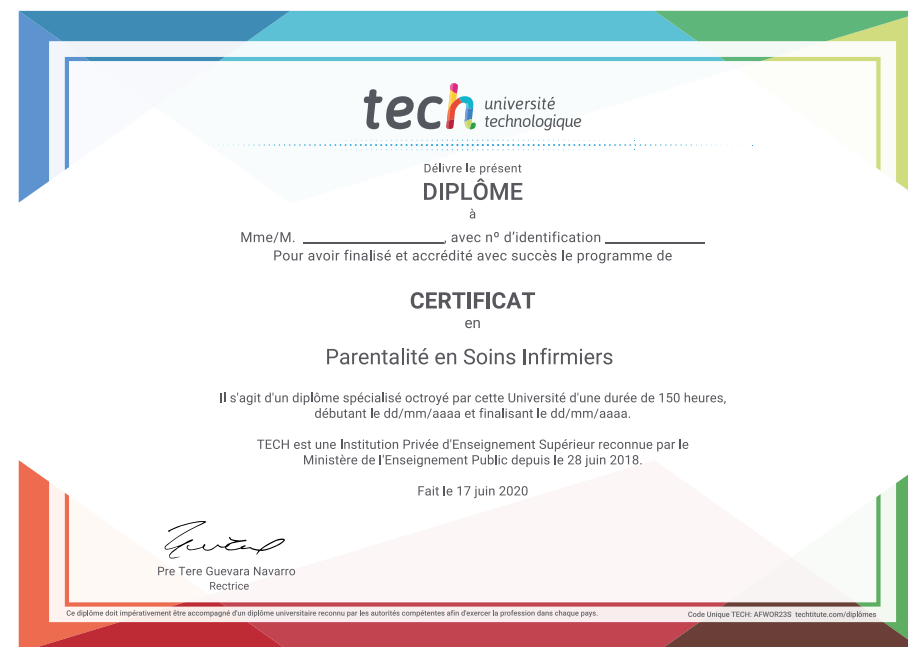 tech université
technologique
Délivre le présent
DIPLÔME
à
Mme/M. ____________________, avec nº d'identification ______________
Pour avoir finalisé et accrédité avec succès le programme de
CERTIFICAT
en
Parentalité en Soins Infirmiers
Il s'agit d'un diplôme spécialisé octroyé par cette Université d'une durée de 150 heures,
débutant le dd/mm/aaaa et finalisant le dd/mm/aaaa.
TECH est une Institution Privée d'Enseignement Supérieur reconnue par le
Ministère de l'Enseignement Public depuis le 28 juin 2018.
Fait le 17 juin 2020
Pre Tere Guevara Navarro
Rectrice
Ce diplôme doit impérativement être accompagné d'un diplôme universitaire reconnu par les autorités compétentes afin d'exercer la profession dans chaque pays.
Code Unique TECH: AFWOR23S techtitute.com/diplômes